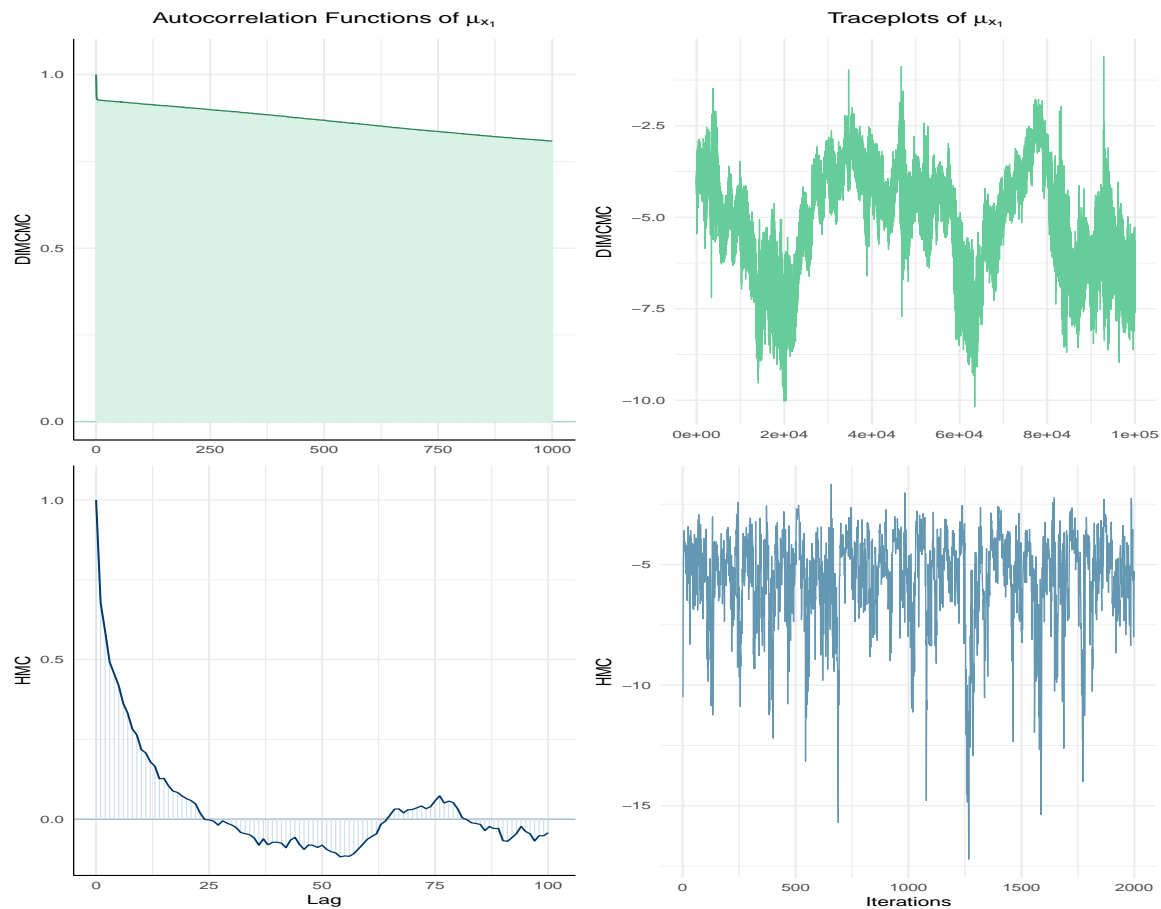 Autocorrelation Functions of μx₁
Traceplots of μx₁
DIMCMC
1.0
0.5
0.0
0
250
500
750
1000
DIMCMC
−2.5
−5.0
−7.5
−10.0
0e+00
2e+04
4e+04
6e+04
8e+04
1e+05
HMC
1.0
0.5
0.0
0
25
50
75
100
Lag
HMC
−5
−10
−15
0
500
1000
1500
2000
Iterations